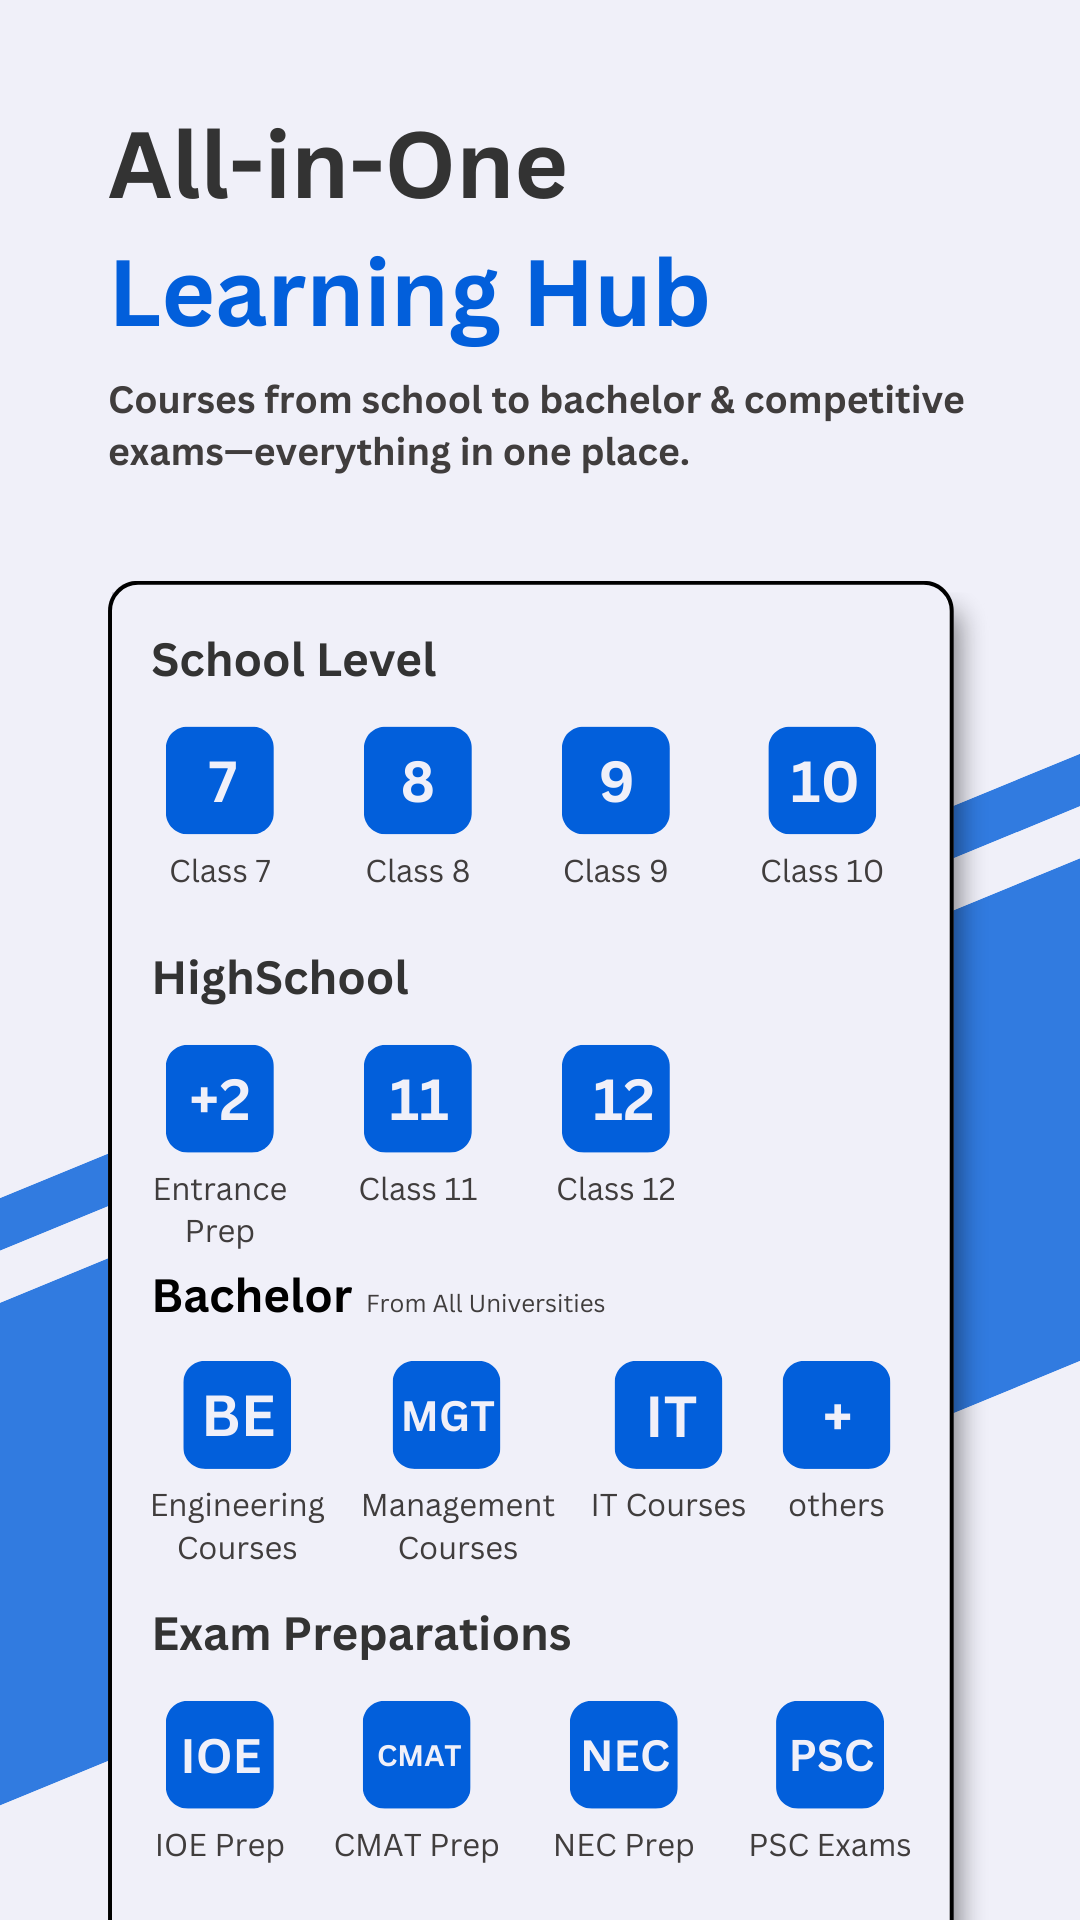 All-in-One
Learning Hub
Courses from school to bachelor & competitive
exams—everything in one place.
School Level
7 8 9 10
Class 7 Class 8 Class 9 Class 10
HighSchool
+2 11 12
Entrance Class 11 Class 12
Prep
Bachelor From All Universities
BE MGT IT +
Engineering Management IT Courses others
Courses Courses
Exam Preparations
IOE CMAT NEC PSC
IOE Prep CMAT Prep NEC Prep PSC Exams